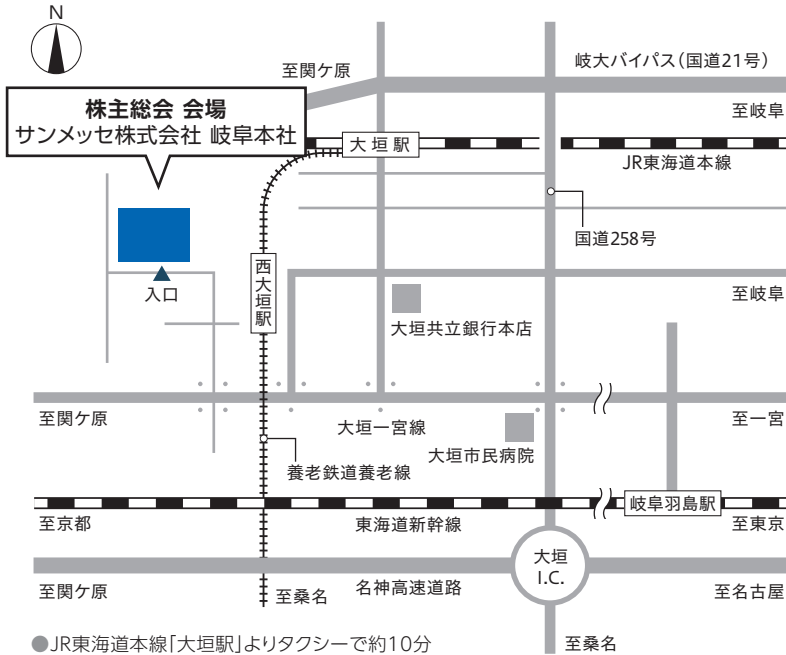 N
岐大バイパス（国道21号）
至関ケ原
至岐阜
株主総会 会場
サンメッセ株式会社 岐阜本社
大垣駅
JR東海道本線
国道258号
西大垣駅
入口
至岐阜
大垣共立銀行本店
至関ケ原
大垣一宮線
至一宮
大垣市民病院
養老鉄道養老線
岐阜羽島駅
至京都
東海道新幹線
至東京
大垣
I.C.
至関ケ原
至桑名
名神高速道路
至名古屋
●JR東海道本線「大垣駅」よりタクシーで約10分
至桑名